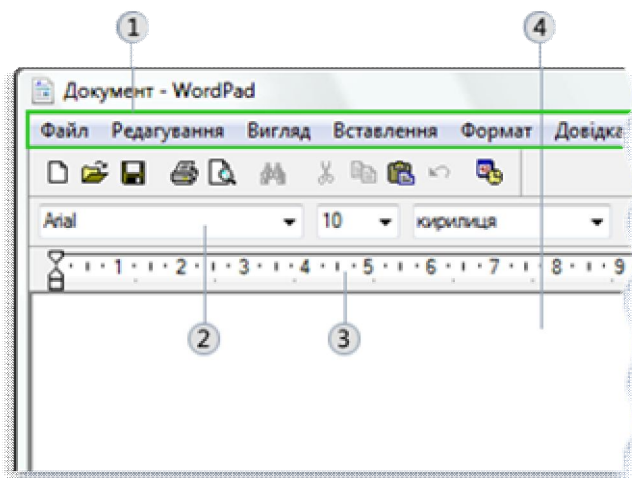 1 4
Документ - WordPad
Файл Редагування Вигляд Вставлення Формат Довідка
Arial 10 кирилиця
1 2 3 4 5 6 7 8 9
2 3